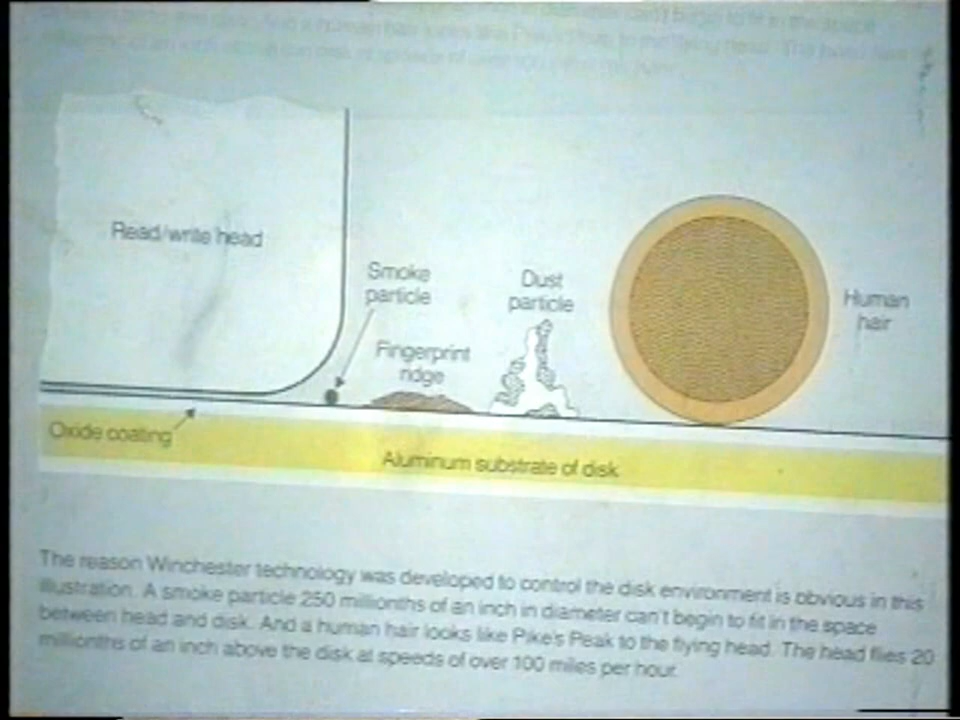 Read/write head
Smoke
particle
Fingerprint
ridge
Dust
particle
Human
hair
Oxide coating
Aluminum substrate of disk
The reason Winchester technology was developed to control the disk environment is obvious in this
illustration. A smoke particle 250 millionths of an inch in diameter can't begin to fit in the space
between head and disk. And a human hair looks like Pike's Peak to the flying head. The head flies 20
millionths of an inch above the disk at speeds of over 100 miles per hour.